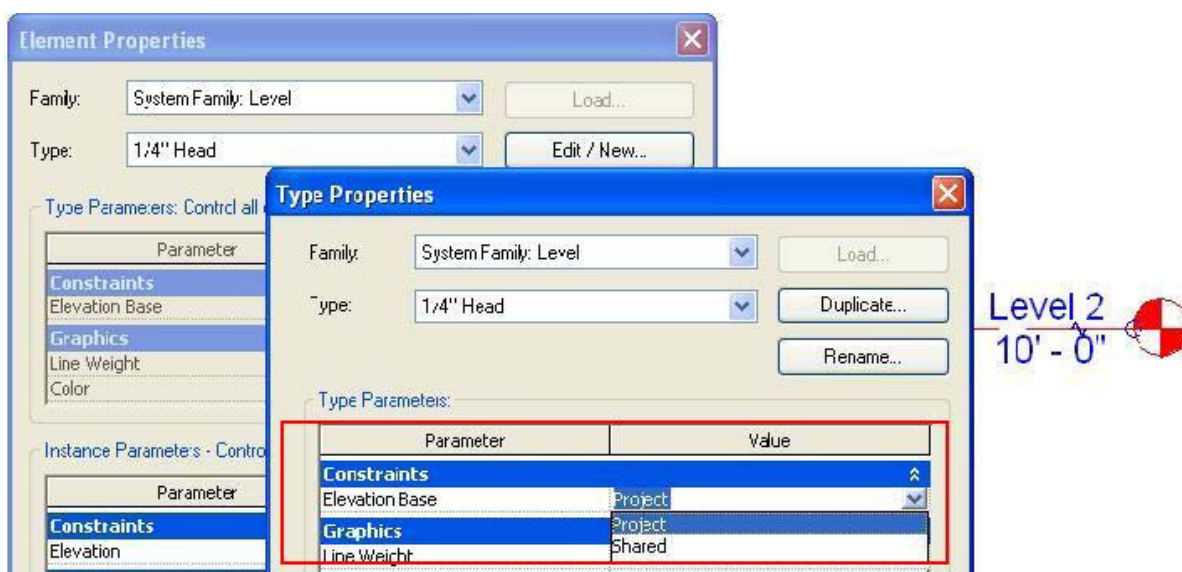 Element Properties
Family: System Family: Level Load...
Type: 1/4" Head Edit / New...
Type Parameters: Control all
Parameter
Constraints
Elevation Base
Graphics
Line Weight
Color
Instance Parameters - Contro
Parameter
Constraints
Elevation
Type Properties
Family: System Family: Level Load...
Type: 1/4" Head Duplicate...
Rename...
Type Parameters:
Parameter Value
Constraints
Elevation Base Project
Graphics Project
Line Weight Shared
Level 2
10' - 0"